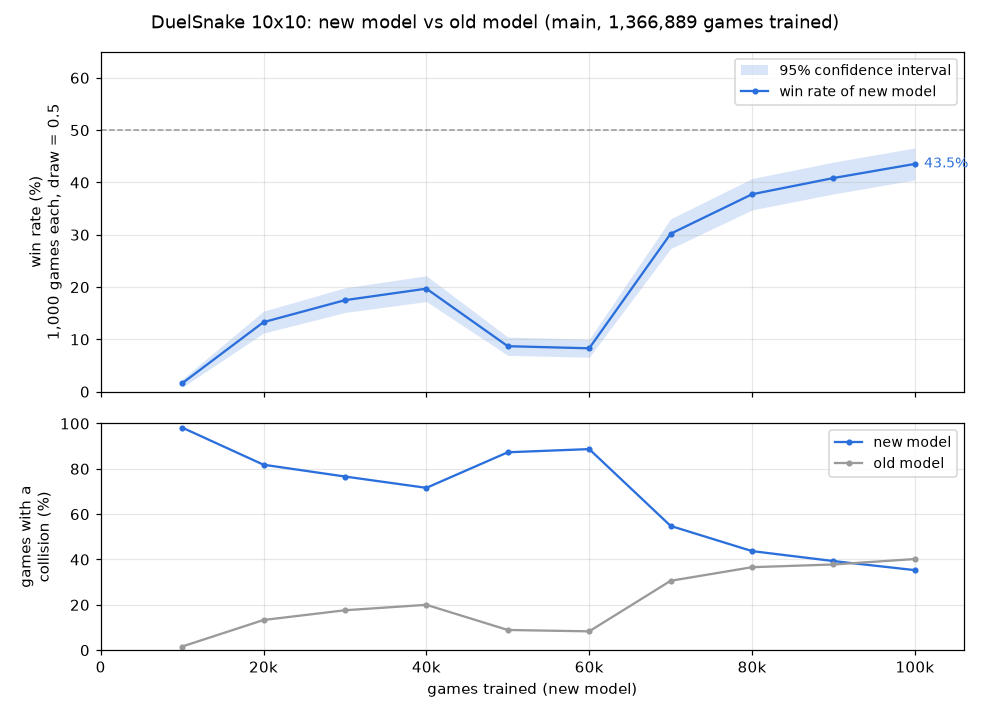 DuelSnake 10x10: new model vs old model (main, 1,366,889 games trained)
win rate (%)
1,000 games each, draw = 0.5
60
50
40
30
20
10
0
95% confidence interval
win rate of new model
43.5%
games with a
collision (%)
100
80
60
40
20
0
new model
old model
0 20k 40k 60k 80k 100k
games trained (new model)